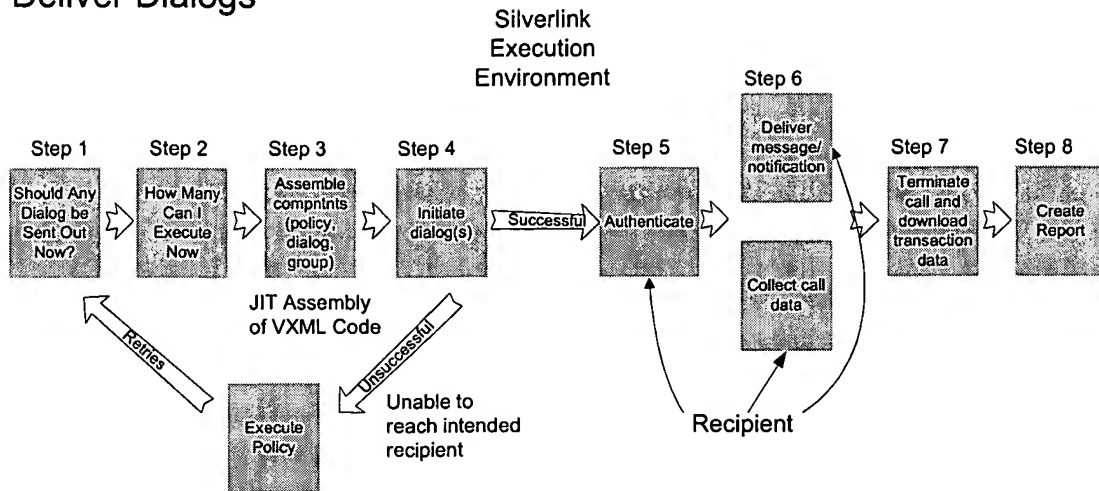 Deliver Dialogs
Silverlink
Execution
Environment
Step 1
Should Any
Dialog be
Sent Out
Now?
Step 2
How Many
Can I
Execute
Now
Step 3
Assemble
compntnts
(policy,
dialog,
group)
JIT Assembly
of VXML Code
Step 4
Initiate
dialog(s)
Successful
Unsuccessful
Unable to
reach intended
recipient
Execute
Policy
Retries
Step 5
Authenticate
Step 6
Deliver
message/
notification
Collect call
data
Recipient
Step 7
Terminate
call and
download
transaction
data
Step 8
Create
Report